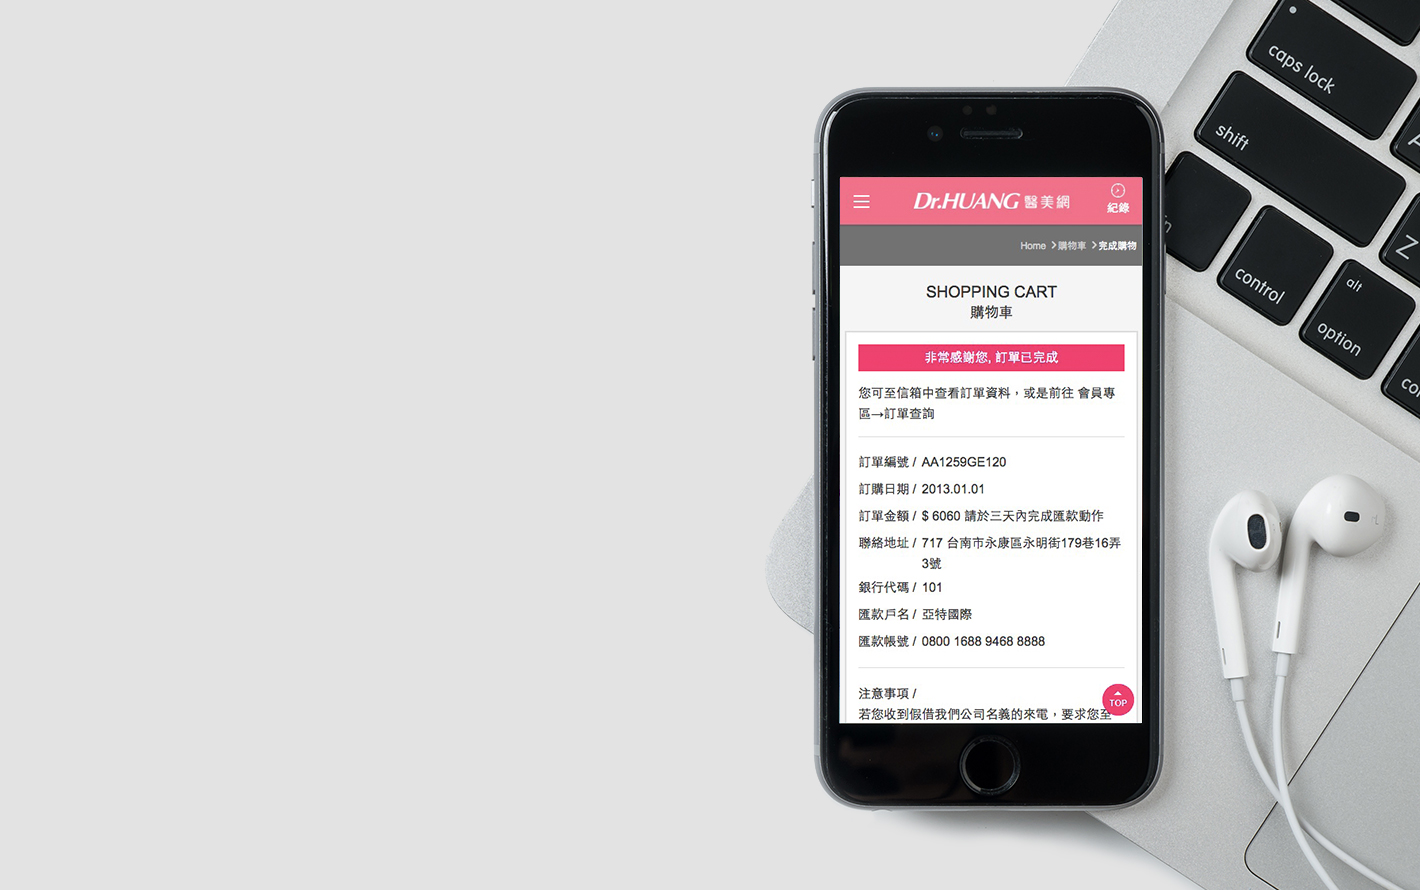 Dr.HUANG 醫美網
紀錄
Home > 購物車 > 完成購物
SHOPPING CART
購物車
非常感謝您, 訂單已完成
您可至信箱中查看訂單資料，或是前往 會員專
區→訂單查詢
訂單編號 / AA1259GE120
訂購日期 / 2013.01.01
訂單金額 / $ 6060 請於三天內完成匯款動作
聯絡地址 / 717 台南市永康區永明街179巷16弄
3號
銀行代碼 / 101
匯款戶名 / 亞特國際
匯款帳號 / 0800 1688 9468 8888
注意事項 /
若您收到假借我們公司名義的來電，要求您至
TOP
caps lock
shift
Z
control
alt
option